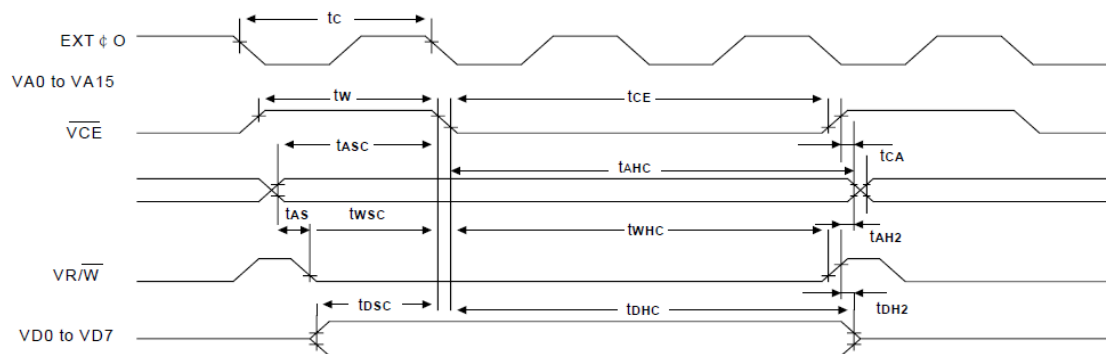 tC
EXT ¢ O
VA0 to VA15
tW
tCE
VCE
tASC
tCA
tAHC
tAS
tWSC
tWHC
tAH2
VR/W
tDSC
tDHC
tDH2
VD0 to VD7